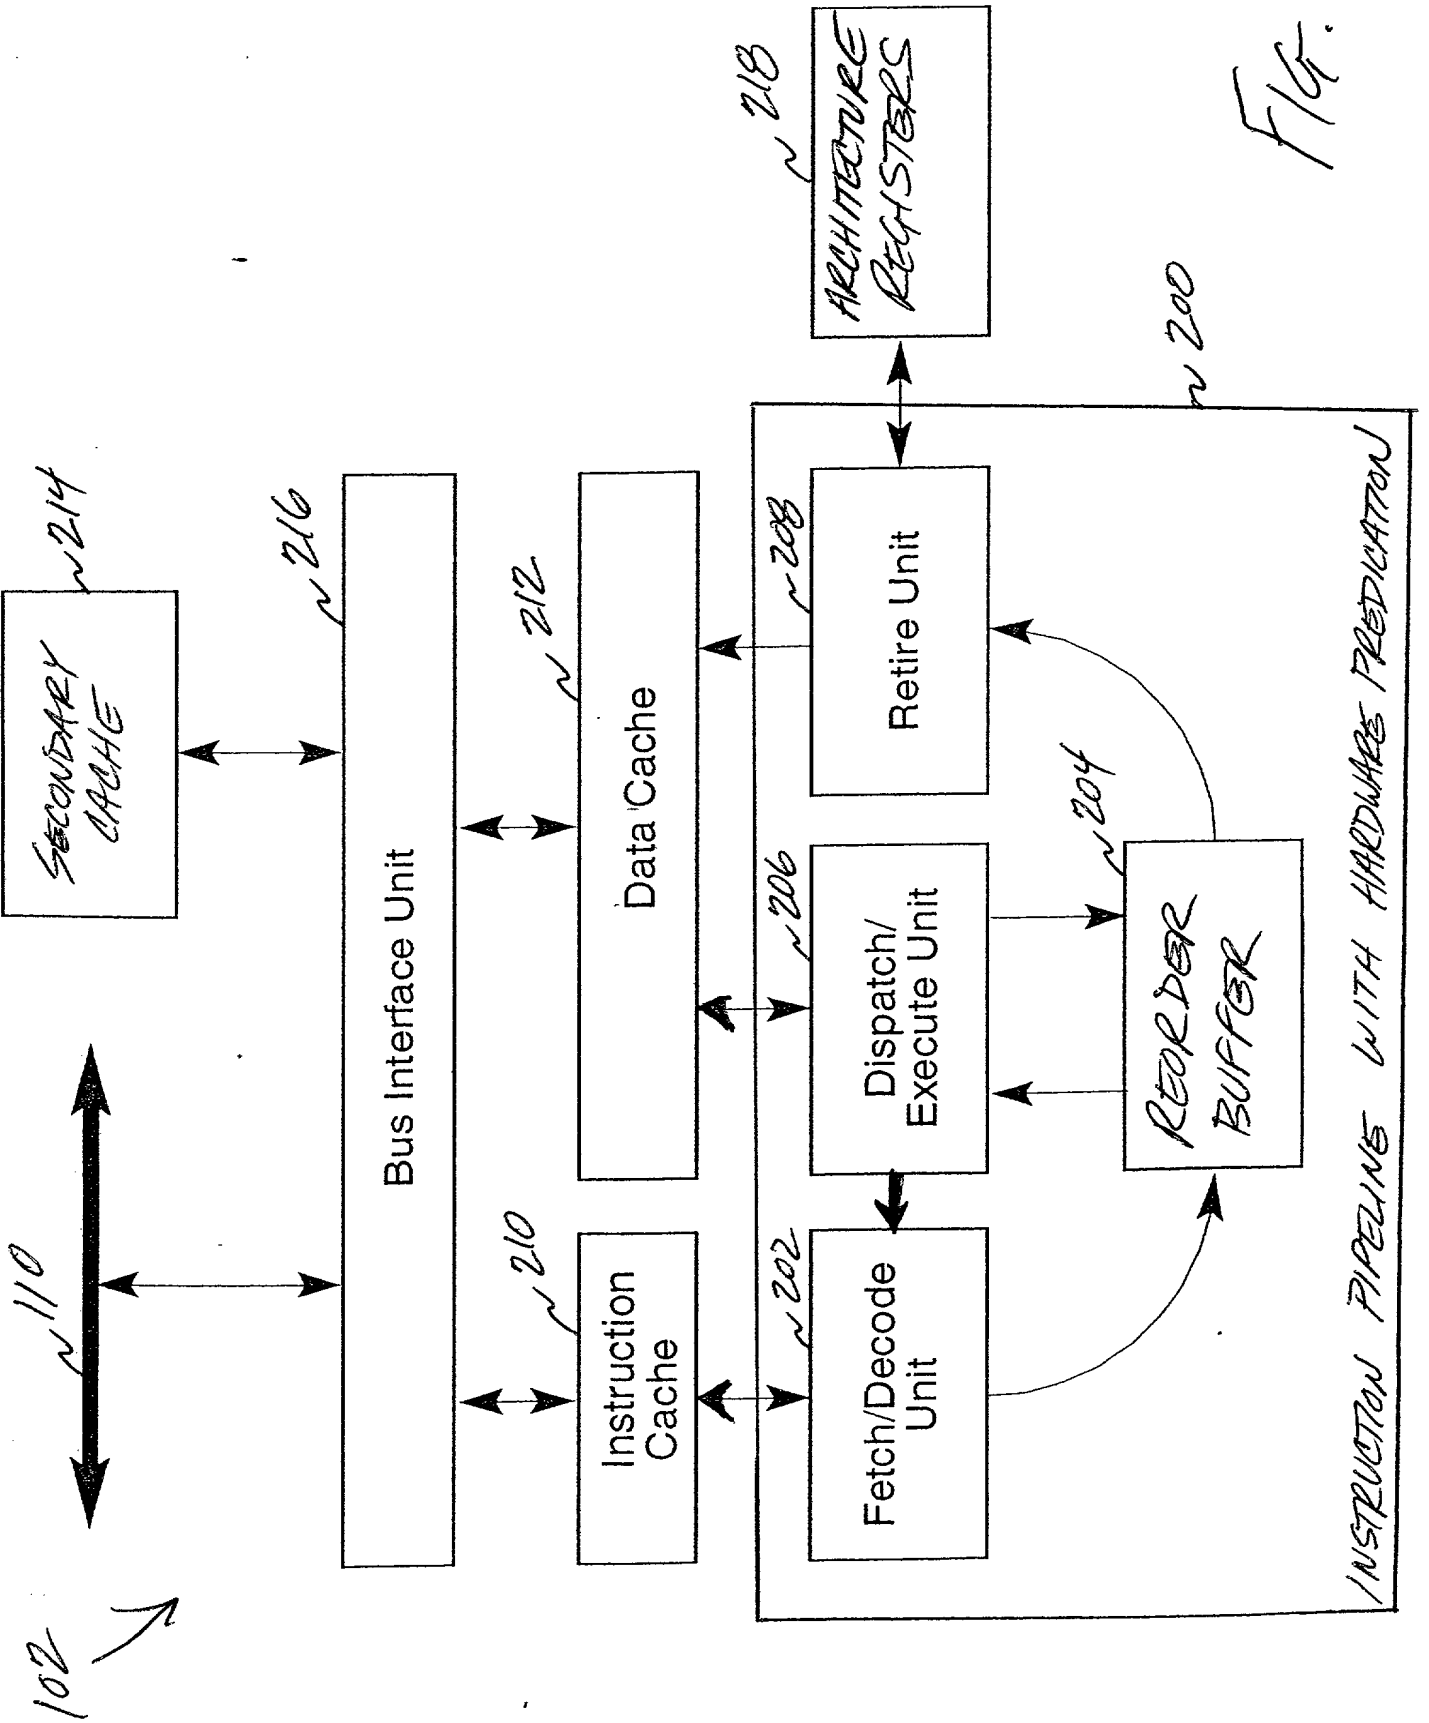 102
110
SECONDARY
CACHE
214
216
Bus Interface Unit
210
Instruction
Cache
212
Data Cache
202
Fetch/Decode
Unit
206
Dispatch/
Execute Unit
208
Retire Unit
218
ARCHITECTURE
REGISTERS
204
REORDER
BUFFER
200
INSTRUCTION PIPELINE WITH HARDWARE PREDICATION
FIG.